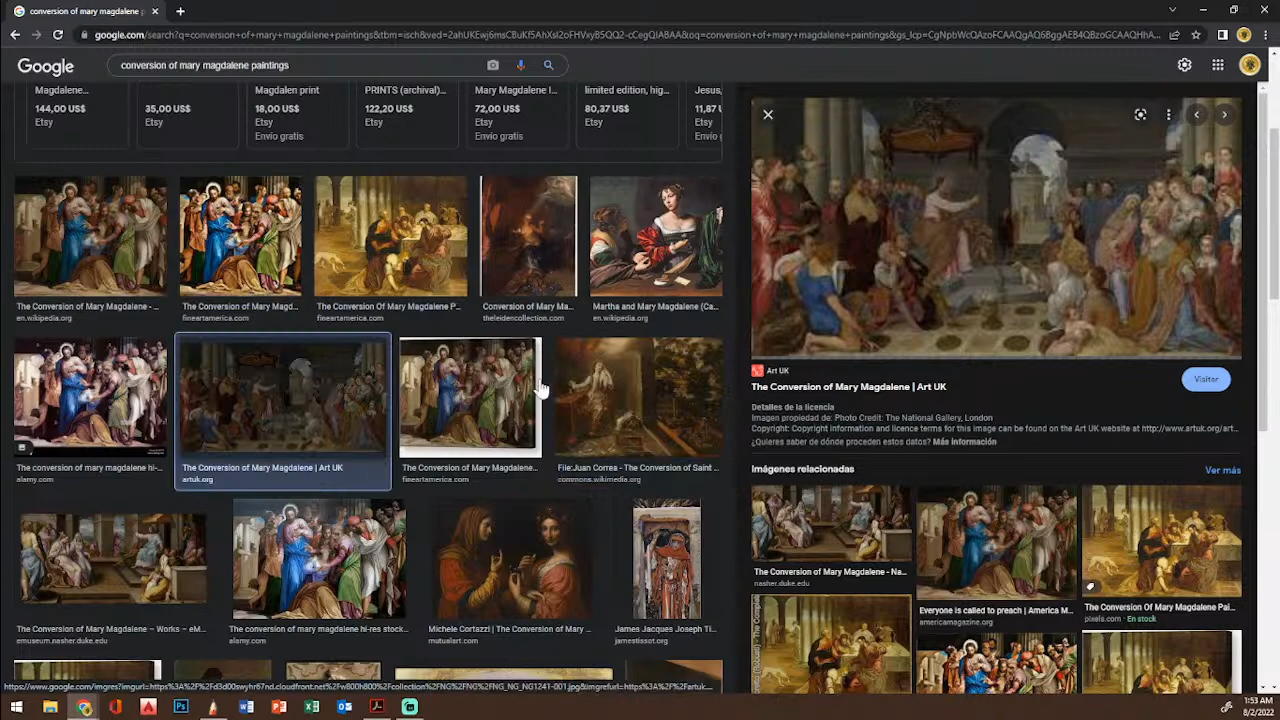 conversion of mary magdalene p
google.com/search?q=conversion+of+mary+magdalene+paintings&tbm=isch&ved=2ahUKEwj6msCBuKf5AhXsl2oFHVxyB5QQ2-cCegQIABAA&oq=conversion+of+mary+magdalene+paintings&gs_lcp=
Google
conversion of mary magdalene paintings
Magdalene...
144,00 US$
Etsy
35,00 US$
Etsy
Magdalen print
18,00 US$
Etsy
Envío gratis
PRINTS (archival)...
122,20 US$
Etsy
Mary Magdalene I...
72,00 US$
Etsy
Envío gratis
limited edition, hig...
80,37 US$
Etsy
Jesus,
11,87 U
Etsy
Envío g
The Conversion of Mary Magdalene - ...
en.wikipedia.org
The Conversion of Mary Magd...
fineartamerica.com
The Conversion Of Mary Magdalene P...
fineartamerica.com
Conversion of Mary Ma...
theleidencollection.com
Martha and Mary Magdalene (Ca...
en.wikipedia.org
The conversion of mary magdalene hi-...
alamy.com
The Conversion of Mary Magdalene | Art UK
artuk.org
The Conversion of Mary Magdalene...
fineartamerica.com
File:Juan Correa - The Conversion of Saint ...
commons.wikimedia.org
The Conversion of Mary Magdalene – Works – eM...
emuseum.nasher.duke.edu
The conversion of mary magdalene hi-res stock...
alamy.com
Michele Cortazzi | The Conversion of Mary ...
mutualart.com
James Jacques Joseph Ti...
jamestissot.org
Art UK
The Conversion of Mary Magdalene | Art UK
Visitar
Detalles de la licencia
Imagen propiedad de: Photo Credit: The National Gallery, London
Copyright: Copyright information and licence terms for this image can be found on the Art UK website at http://www.artuk.org/art...
¿Quieres saber de dónde proceden estos datos? Más información
Imágenes relacionadas
Ver más
The Conversion of Mary Magdalene - Na...
nasher.duke.edu
Everyone is called to preach | America M...
americamagazine.org
The Conversion Of Mary Magdalene Pai...
pixels.com · En stock
1:53 AM
8/2/2022